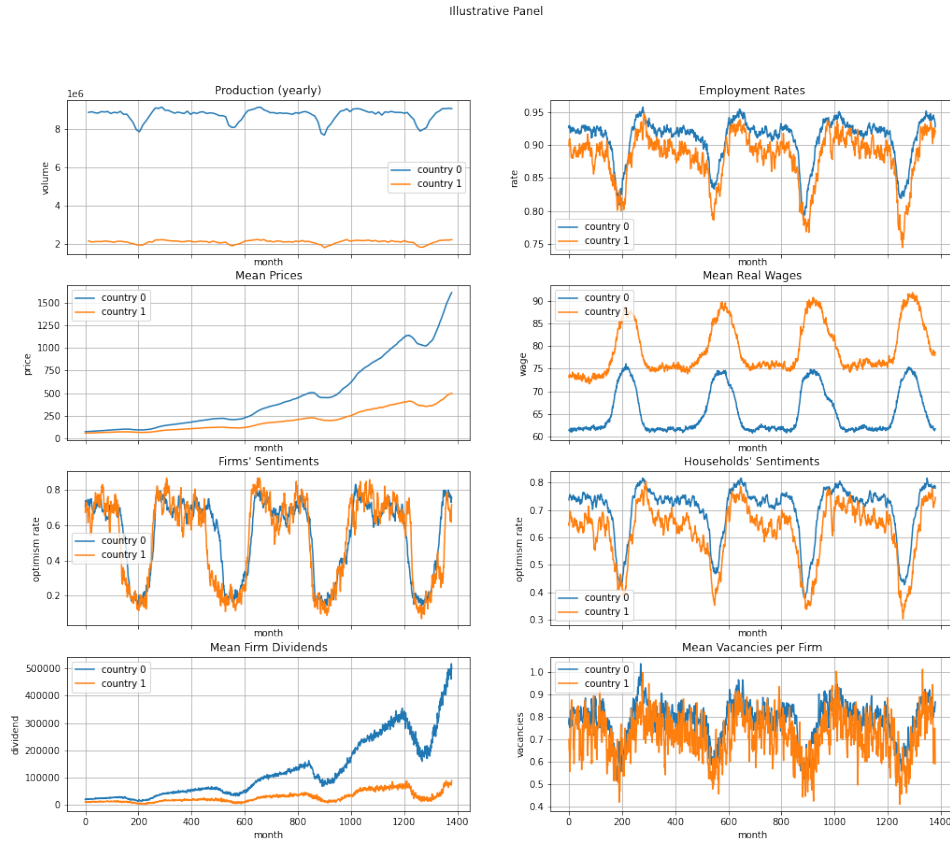 Illustrative Panel
Production (yearly)
1e6
8
6
4
2
volume
country 0
country 1
month
Employment Rates
0.95
0.90
0.85
0.80
0.75
rate
country 0
country 1
month
Mean Prices
1500
1250
1000
750
500
250
0
price
country 0
country 1
month
Mean Real Wages
90
85
80
75
70
65
60
wage
country 0
country 1
month
Firms' Sentiments
0.8
0.6
0.4
0.2
optimism rate
country 0
country 1
month
Households' Sentiments
0.8
0.7
0.6
0.5
0.4
0.3
optimism rate
country 0
country 1
month
Mean Firm Dividends
500000
400000
300000
200000
100000
0
dividend
country 0
country 1
0 200 400 600 800 1000 1200 1400
month
Mean Vacancies per Firm
1.0
0.9
0.8
0.7
0.6
0.5
0.4
vacancies
country 0
country 1
0 200 400 600 800 1000 1200 1400
month